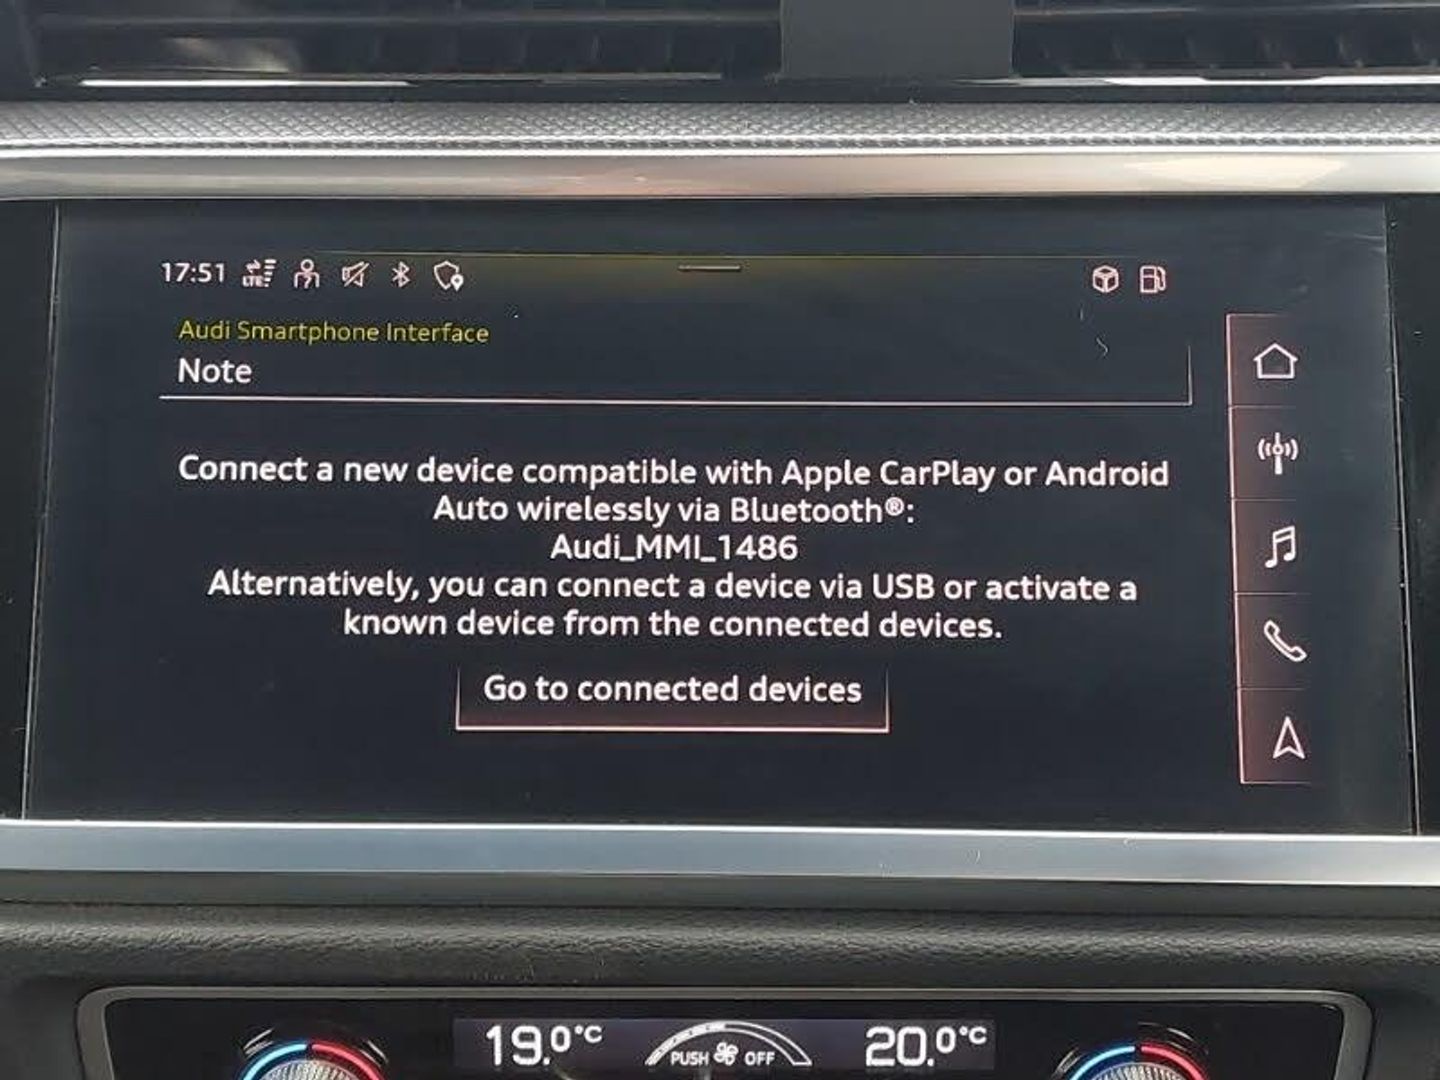 17:51 LTE
Audi Smartphone Interface
Note
Connect a new device compatible with Apple CarPlay or Android
Auto wirelessly via Bluetooth®:
Audi_MMI_1486
Alternatively, you can connect a device via USB or activate a
known device from the connected devices.
Go to connected devices
19.0°C PUSH OFF 20.0°C